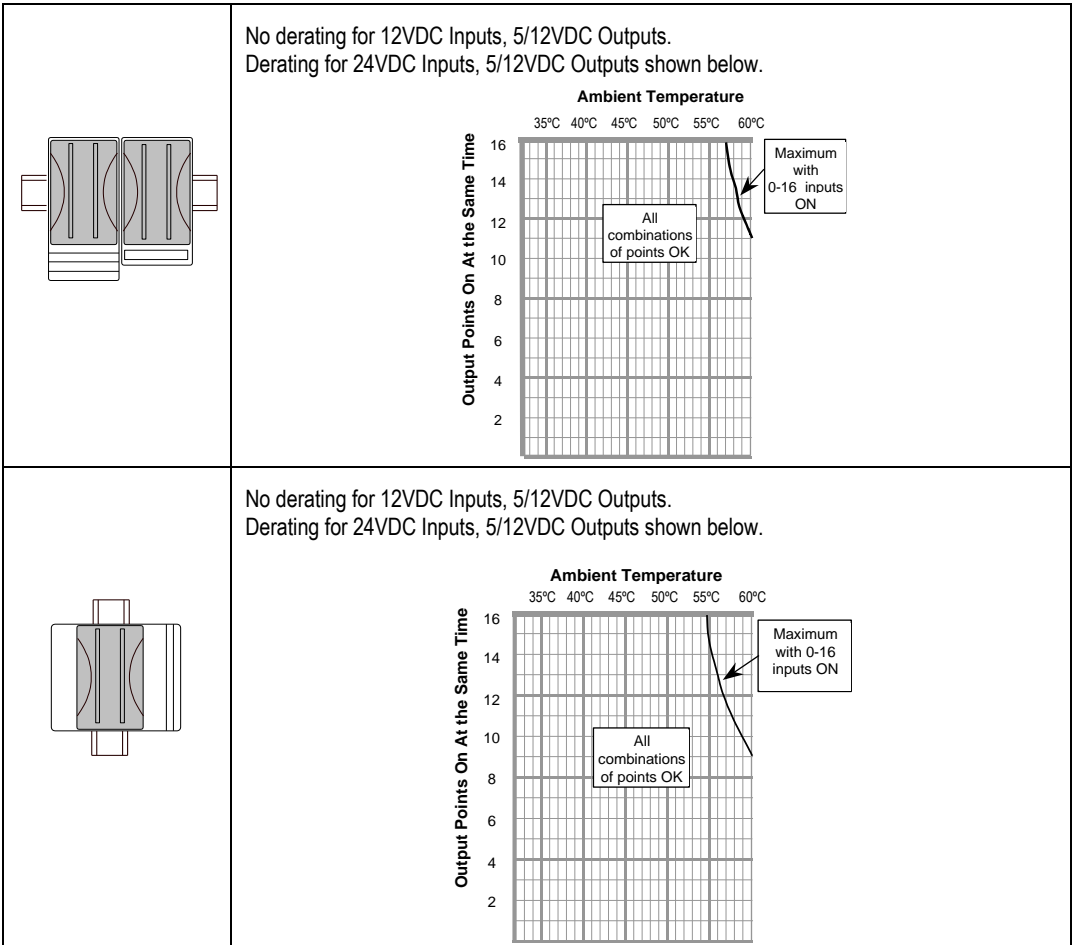 No derating for 12VDC Inputs, 5/12VDC Outputs.
Derating for 24VDC Inputs, 5/12VDC Outputs shown below.
Ambient Temperature
35ºC 40ºC 45ºC 50ºC 55ºC 60ºC
Output Points On At the Same Time
16
14
12
10
8
6
4
2
Maximum
with
0-16 inputs
ON
All
combinations
of points OK
No derating for 12VDC Inputs, 5/12VDC Outputs.
Derating for 24VDC Inputs, 5/12VDC Outputs shown below.
Ambient Temperature
35ºC 40ºC 45ºC 50ºC 55ºC 60ºC
Output Points On At the Same Time
16
14
12
10
8
6
4
2
Maximum
with 0-16
inputs ON
All
combinations
of points OK